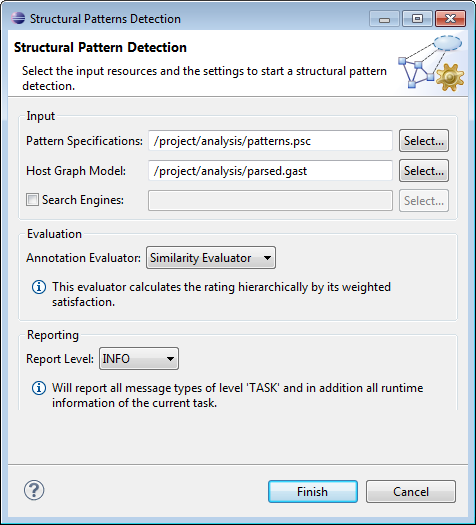 Structural Patterns Detection
Structural Pattern Detection
Select the input resources and the settings to start a structural pattern
detection.
Input
Pattern Specifications: /project/analysis/patterns.psc Select...
Host Graph Model: /project/analysis/parsed.gast Select...
Search Engines: Select...
Evaluation
Annotation Evaluator: Similarity Evaluator
This evaluator calculates the rating hierarchically by its weighted
satisfaction.
Reporting
Report Level: INFO
Will report all message types of level 'TASK' and in addition all runtime
information of the current task.
?
Finish Cancel